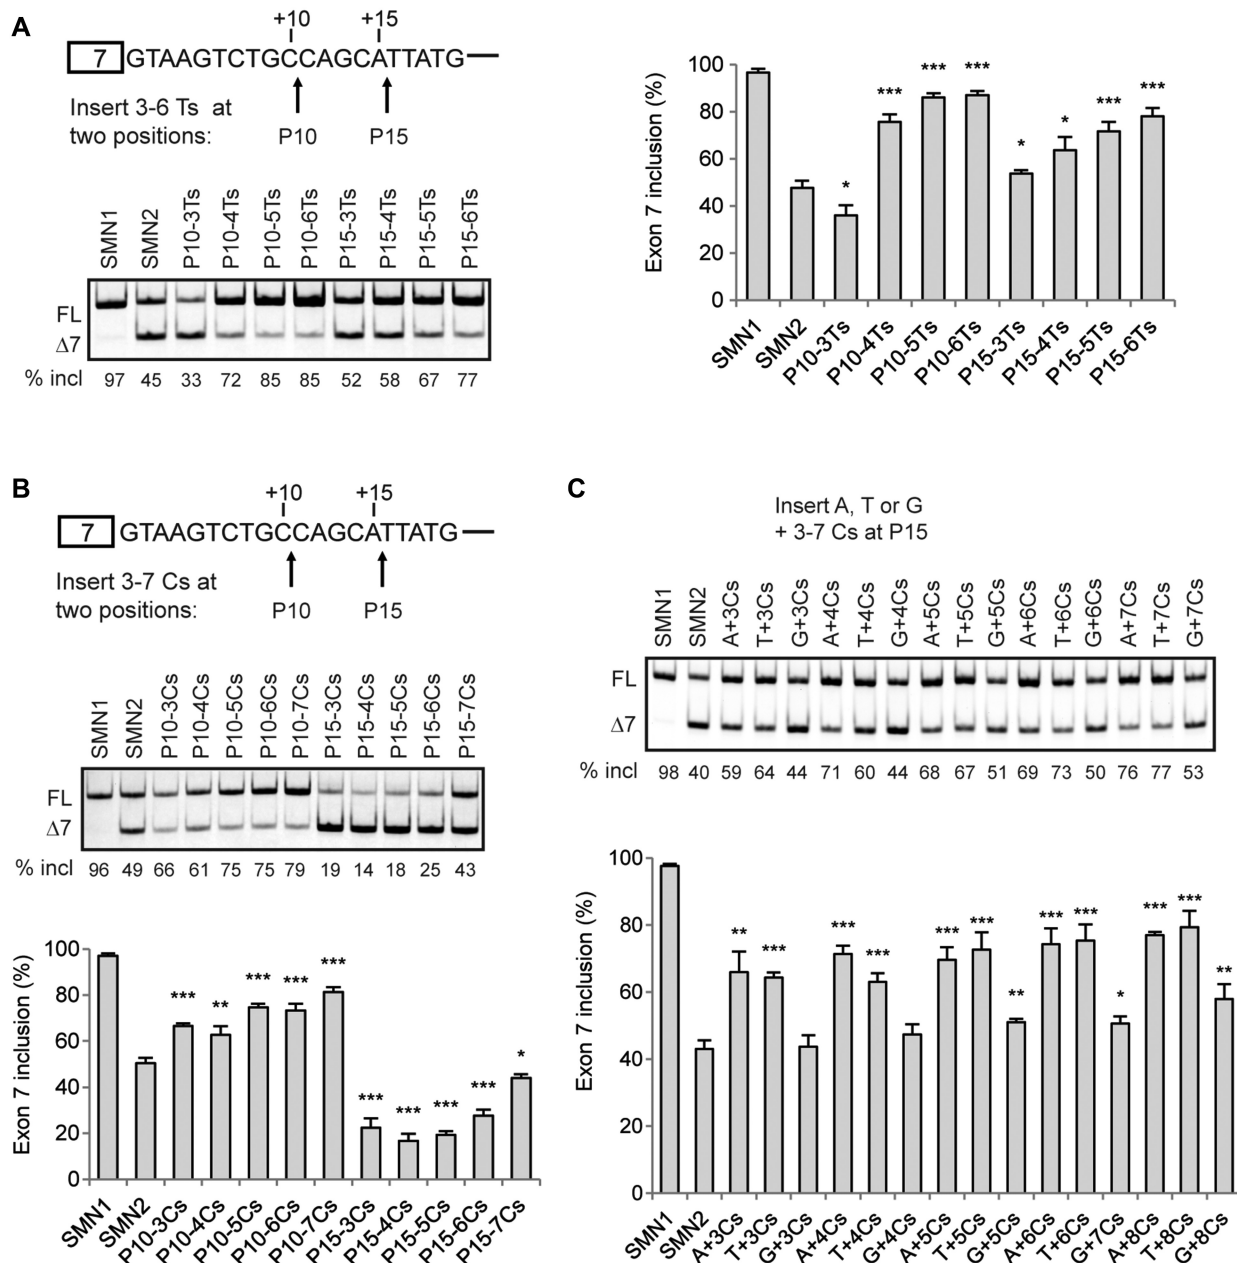 A
+10 +15
7 GTAAGTCTGCCAGCATTATG
Insert 3-6 Ts at
two positions: P10 P15
SMN1 SMN2 P10-3Ts P10-4Ts P10-5Ts P10-6Ts P15-3Ts P15-4Ts P15-5Ts P15-6Ts
FL
Δ7
% incl 97 45 33 72 85 85 52 58 67 77
Exon 7 inclusion (%)
100
80
60
40
20
0
* *** *** *** * * *** ***
SMN1 SMN2 P10-3Ts P10-4Ts P10-5Ts P10-6Ts P15-3Ts P15-4Ts P15-5Ts P15-6Ts
B
+10 +15
7 GTAAGTCTGCCAGCATTATG
Insert 3-7 Cs at
two positions: P10 P15
SMN1 SMN2 P10-3Cs P10-4Cs P10-5Cs P10-6Cs P10-7Cs P15-3Cs P15-4Cs P15-5Cs P15-6Cs P15-7Cs
FL
Δ7
% incl 96 49 66 61 75 75 79 19 14 18 25 43
Exon 7 inclusion (%)
100
80
60
40
20
0
*** ** *** *** *** *** *** *** *** *
SMN1 SMN2 P10-3Cs P10-4Cs P10-5Cs P10-6Cs P10-7Cs P15-3Cs P15-4Cs P15-5Cs P15-6Cs P15-7Cs
C
Insert A, T or G
+ 3-7 Cs at P15
SMN1 SMN2 A+3Cs T+3Cs G+3Cs A+4Cs T+4Cs G+4Cs A+5Cs T+5Cs G+5Cs A+6Cs T+6Cs G+6Cs A+7Cs T+7Cs G+7Cs
FL
Δ7
% incl 98 40 59 64 44 71 60 44 68 67 51 69 73 50 76 77 53
Exon 7 inclusion (%)
100
80
60
40
20
0
** *** *** *** *** *** ** *** *** * *** *** **
SMN1 SMN2 A+3Cs T+3Cs G+3Cs A+4Cs T+4Cs G+4Cs A+5Cs T+5Cs G+5Cs A+6Cs T+6Cs G+7Cs A+8Cs T+8Cs G+8Cs